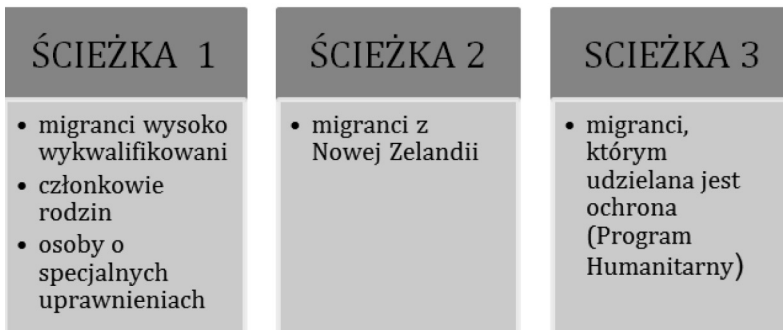 ŚCIEŻKA 1
• migranci wysoko
wykwalifikowani
• członkowie
rodzin
• osoby o
specjalnych
uprawnieniach
ŚCIEŻKA 2
• migranci z
Nowej Zelandii
SCIEŻKA 3
• migranci,
którym
udzielana jest
ochrona
(Program
Humanitarny)